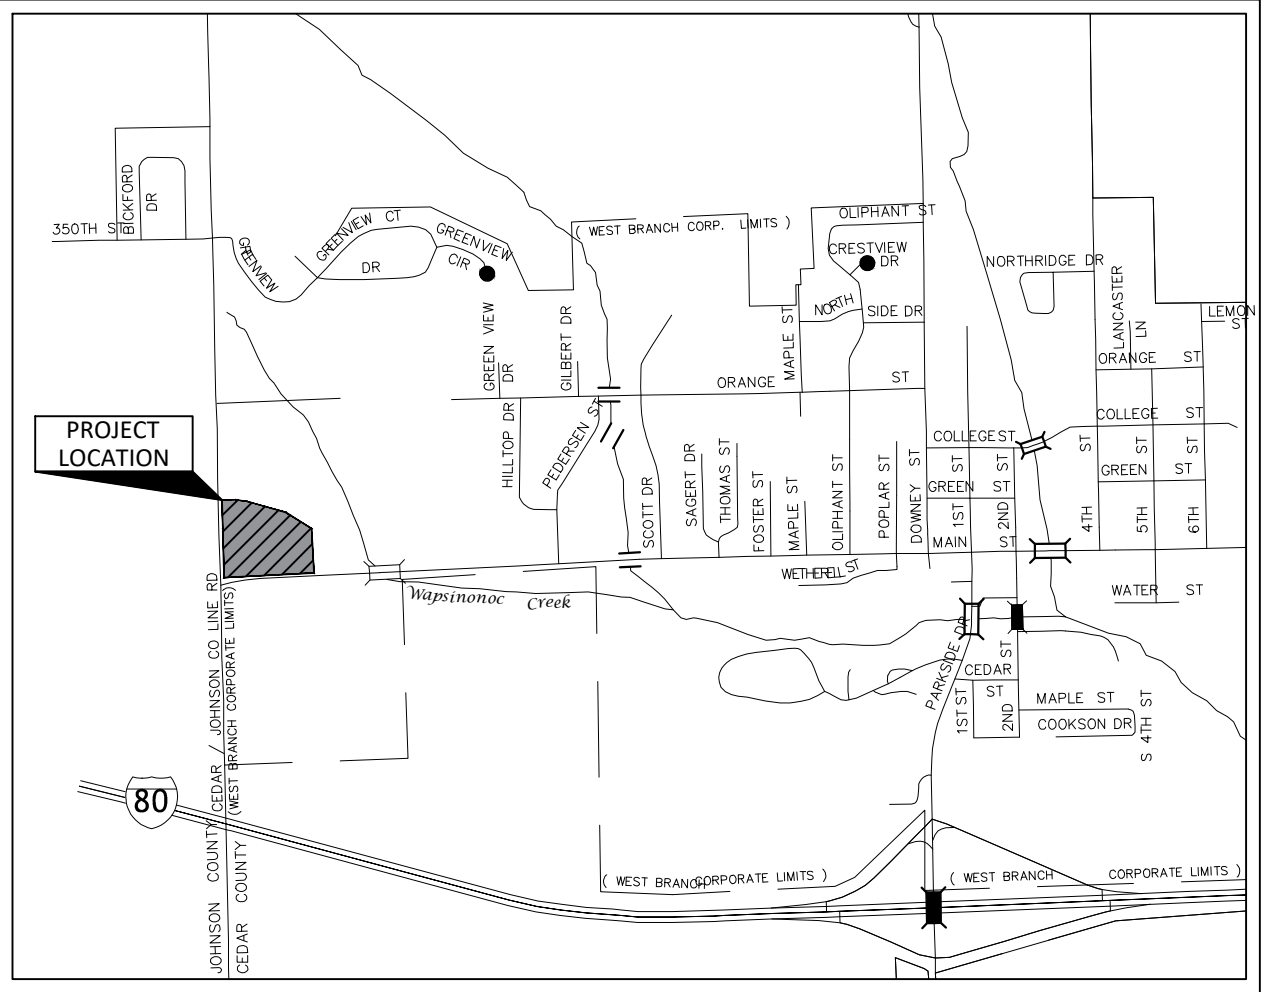 BICKFORD
DR
350TH ST
GREENVIEW
GREENVIEW CT
GREENVIEW
DR
CIR
( WEST BRANCH CORP. LIMITS )
OLIPHANT ST
CRESTVIEW
DR
NORTH
SIDE DR
NORTHRIDGE DR
LANCASTER
LN
LEMON
ST
GREEN VIEW
DR
GILBERT DR
MAPLE ST
ORANGE ST
ORANGE ST
PROJECT
LOCATION
HILLTOP DR
PEDERSEN ST
SCOTT DR
SAGERT DR
THOMAS ST
FOSTER ST
MAPLE ST
OLIPHANT ST
POPLAR ST
DOWNEY ST
COLLEGE ST
COLLEGE ST
GREEN ST
GREEN ST
1ST ST
2ND ST
4TH ST
5TH ST
6TH ST
MAIN ST
WETHERELL ST
WATER ST
Wapsinonoc Creek
PARKSIDE DR
CEDAR
ST
1ST ST
2ND ST
MAPLE ST
COOKSON DR
S 4TH ST
CEDAR / JOHNSON CO LINE RD
(WEST BRANCH CORPORATE LIMITS)
80
JOHNSON COUNTY
CEDAR COUNTY
( WEST BRANCH CORPORATE LIMITS )
( WEST BRANCH CORPORATE LIMITS )